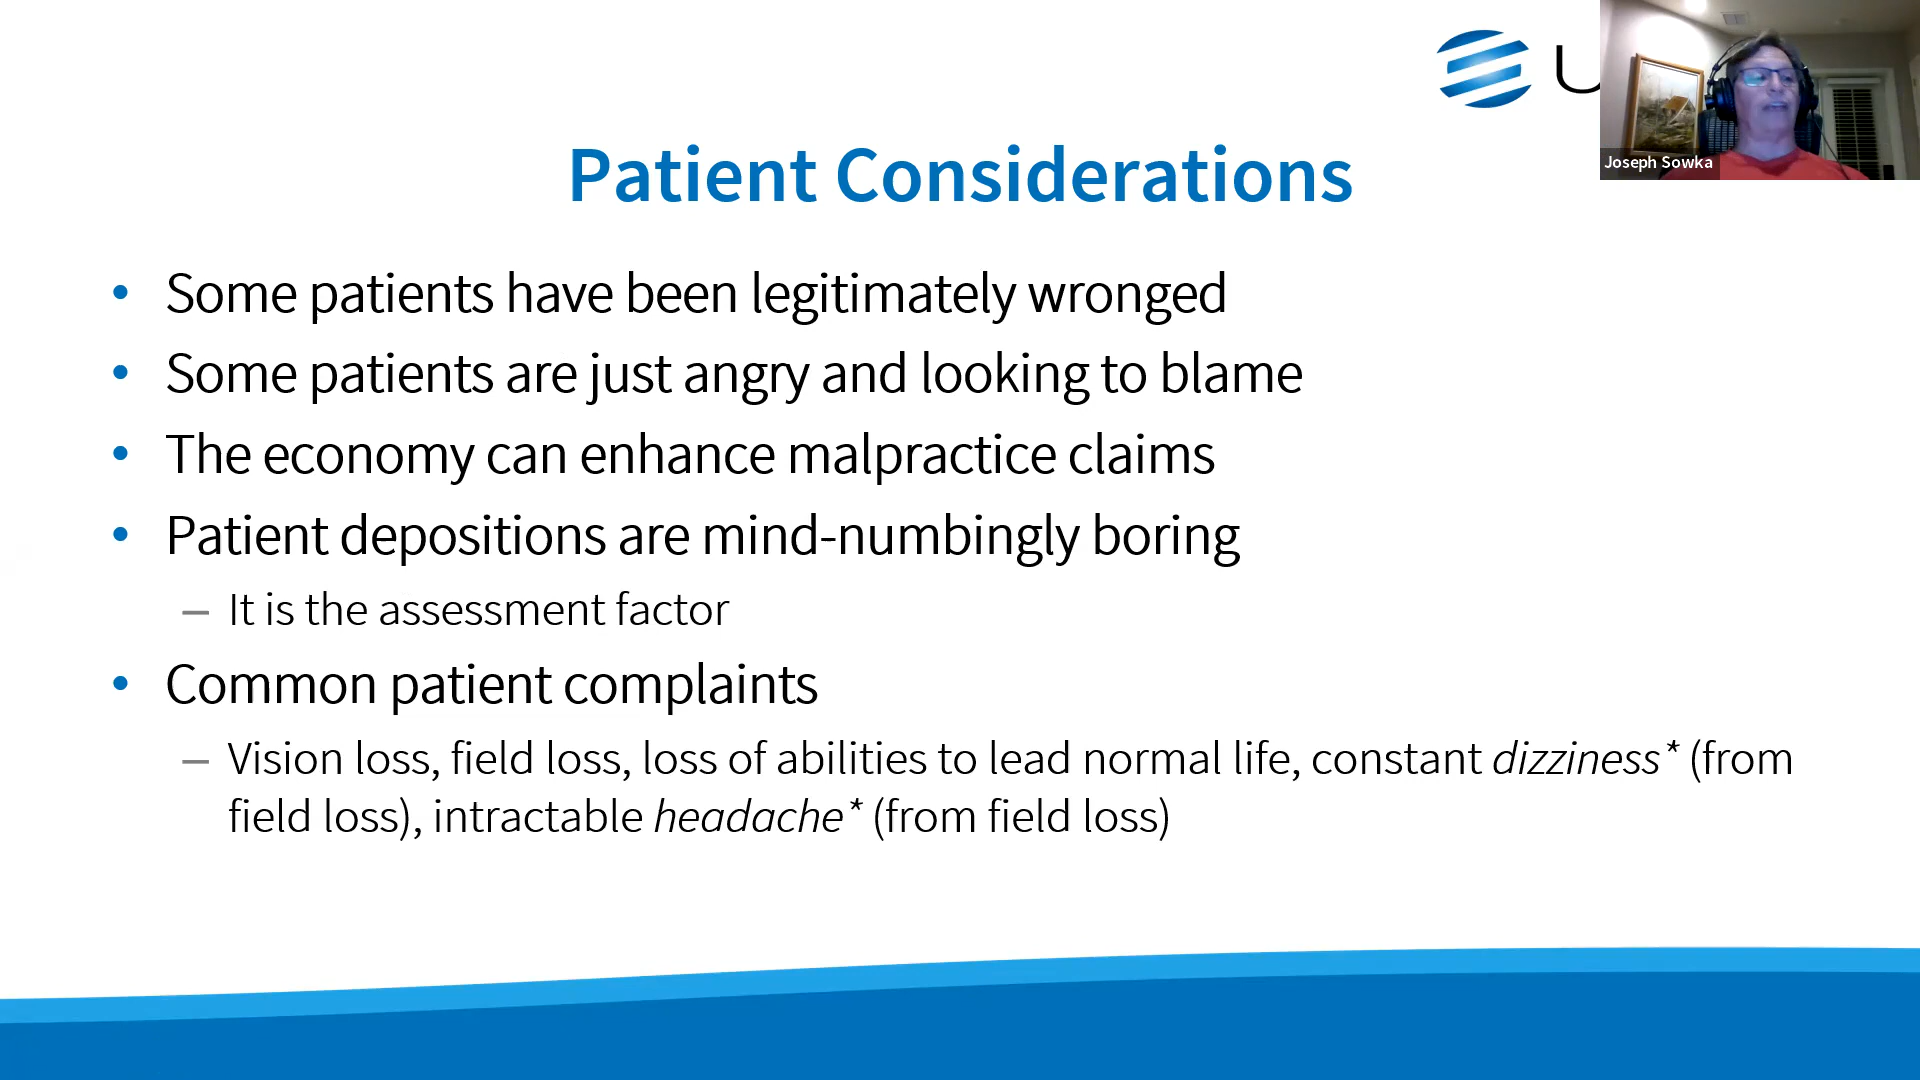 Joseph Sowka
Patient Considerations
• Some patients have been legitimately wronged
• Some patients are just angry and looking to blame
• The economy can enhance malpractice claims
• Patient depositions are mind-numbingly boring
– It is the assessment factor
• Common patient complaints
– Vision loss, field loss, loss of abilities to lead normal life, constant dizziness* (from
field loss), intractable headache* (from field loss)